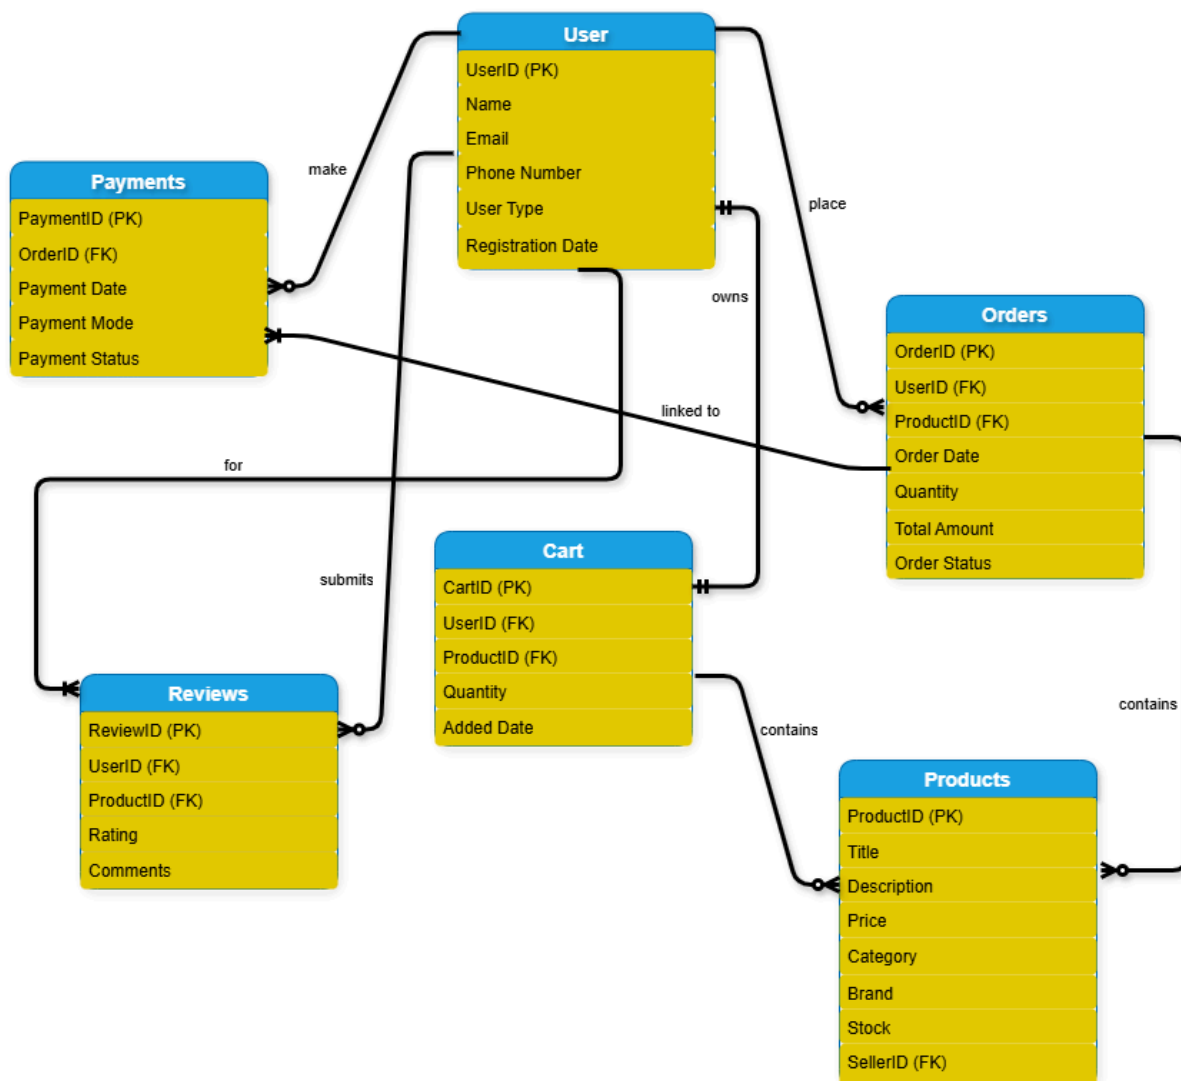 User
UserID (PK)
Name
Email
Phone Number
User Type
Registration Date
make
place
Payments
PaymentID (PK)
OrderID (FK)
Payment Date
Payment Mode
Payment Status
owns
Orders
OrderID (PK)
UserID (FK)
ProductID (FK)
Order Date
Quantity
Total Amount
Order Status
linked to
for
submits
Cart
CartID (PK)
UserID (FK)
ProductID (FK)
Quantity
Added Date
Reviews
ReviewID (PK)
UserID (FK)
ProductID (FK)
Rating
Comments
contains
contains
Products
ProductID (PK)
Title
Description
Price
Category
Brand
Stock
SellerID (FK)